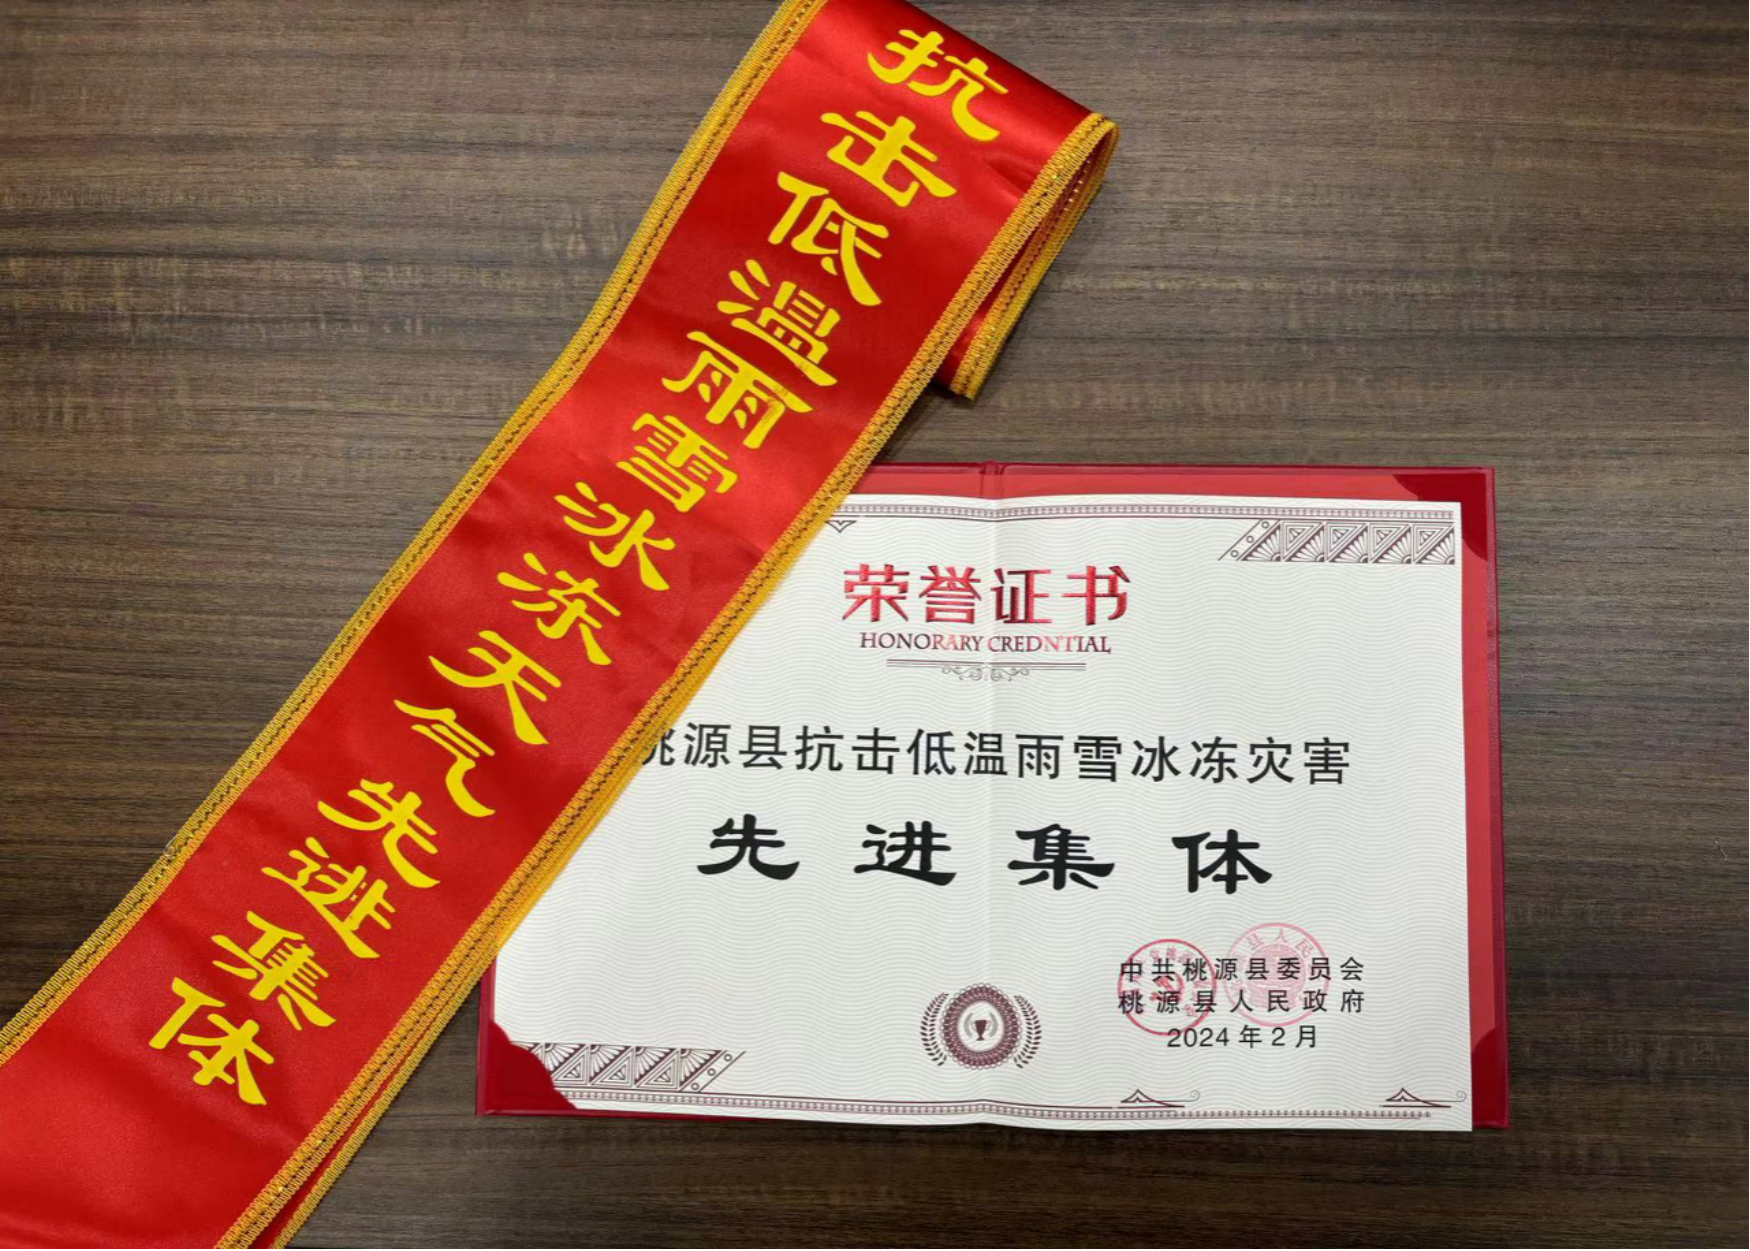 抗击低温雨雪冰冻天气先进集体
荣誉证书
HONORARY CREDNTIAL
桃源县抗击低温雨雪冰冻灾害
先进集体
中共桃源县委员会
桃源县人民政府
2024年2月